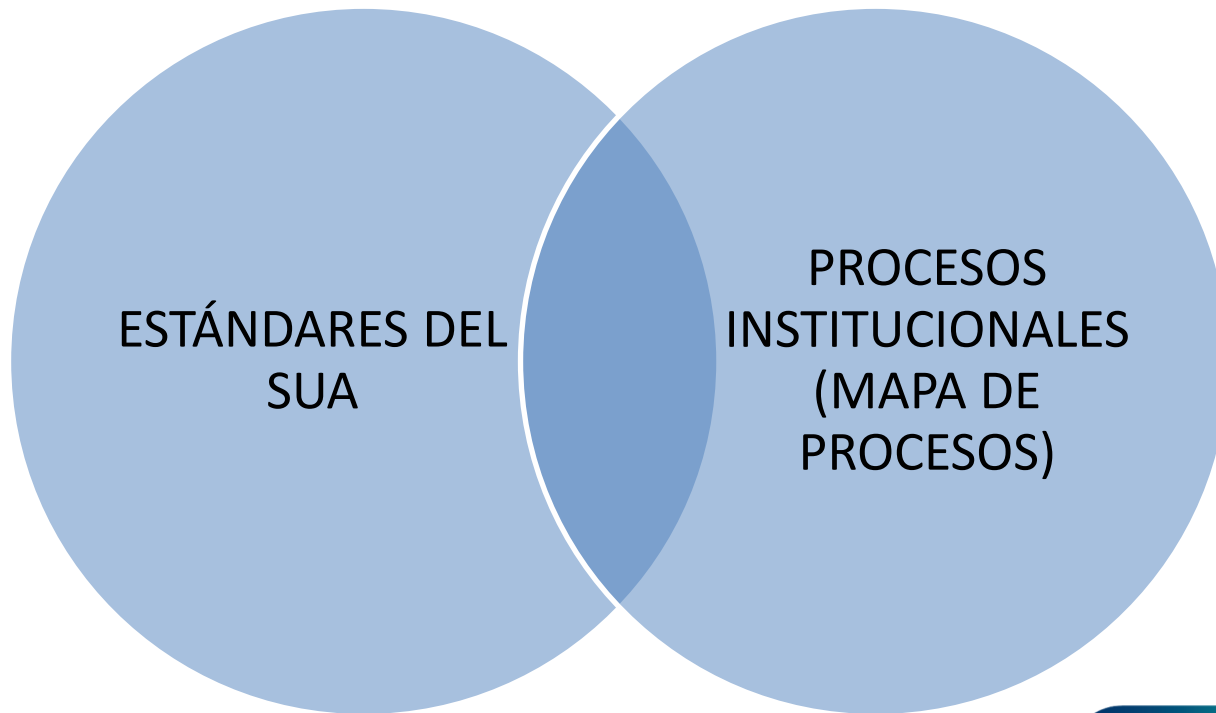 ESTÁNDARES DEL
SUA
PROCESOS
INSTITUCIONALES
(MAPA DE
PROCESOS)